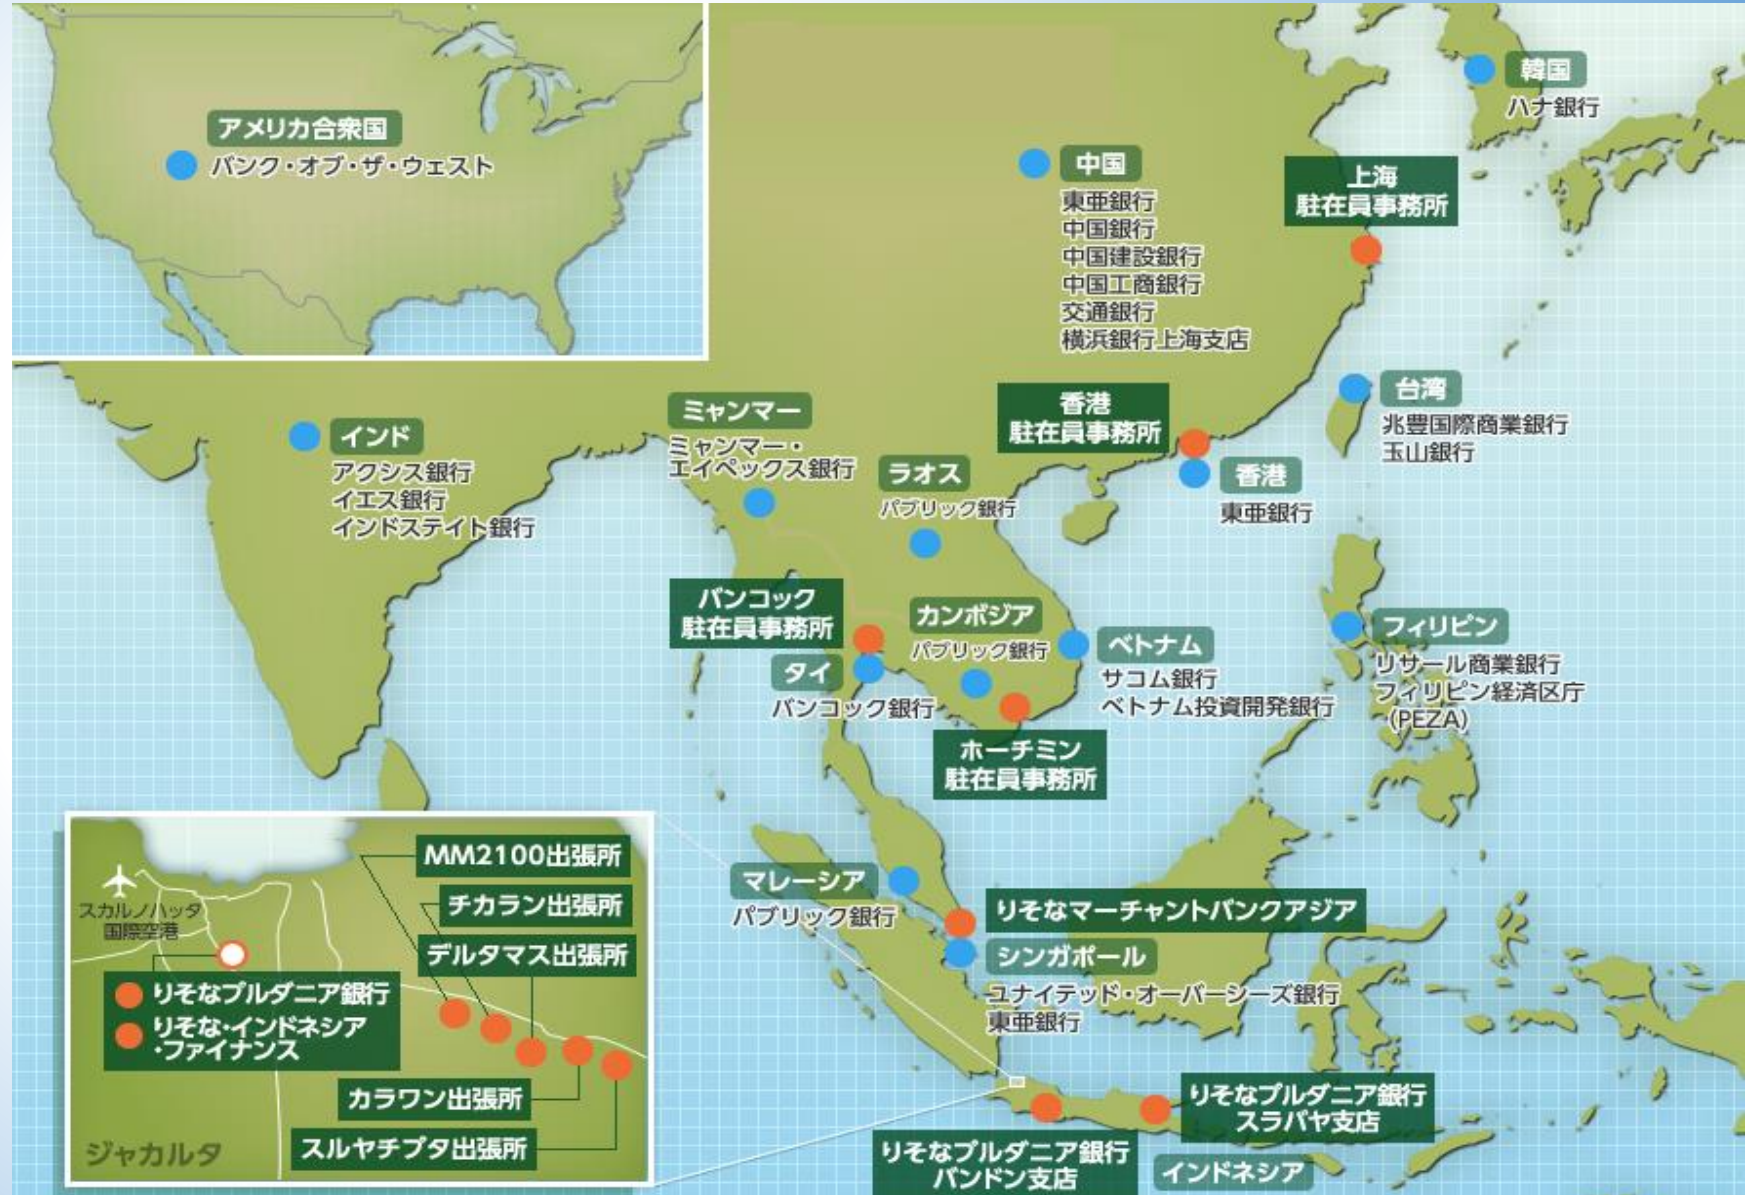 アメリカ合衆国
バンク・オブ・ザ・ウェスト
韓国
ハナ銀行
中国
東亜銀行
中国銀行
中国建設銀行
中国工商銀行
交通銀行
横浜銀行上海支店
上海
駐在員事務所
香港
駐在員事務所
香港
東亜銀行
台湾
兆豊国際商業銀行
玉山銀行
インド
アクシス銀行
イエス銀行
インドステイト銀行
ミャンマー
ミャンマー・
エイペックス銀行
ラオス
パブリック銀行
バンコック
駐在員事務所
タイ
バンコック銀行
カンボジア
パブリック銀行
ベトナム
サコム銀行
ベトナム投資開発銀行
ホーチミン
駐在員事務所
フィリピン
リサール商業銀行
フィリピン経済区庁
(PEZA)
マレーシア
パブリック銀行
りそなマーチャントバンクアジア
シンガポール
ユナイテッド・オーバーシーズ銀行
東亜銀行
MM2100出張所
チカラン出張所
デルタマス出張所
スカルノハッタ
国際空港
りそなプルダニア銀行
りそな・インドネシア
・ファイナンス
カラワン出張所
スルヤチプタ出張所
ジャカルタ
りそなプルダニア銀行
スラバヤ支店
りそなプルダニア銀行
バンドン支店
インドネシア